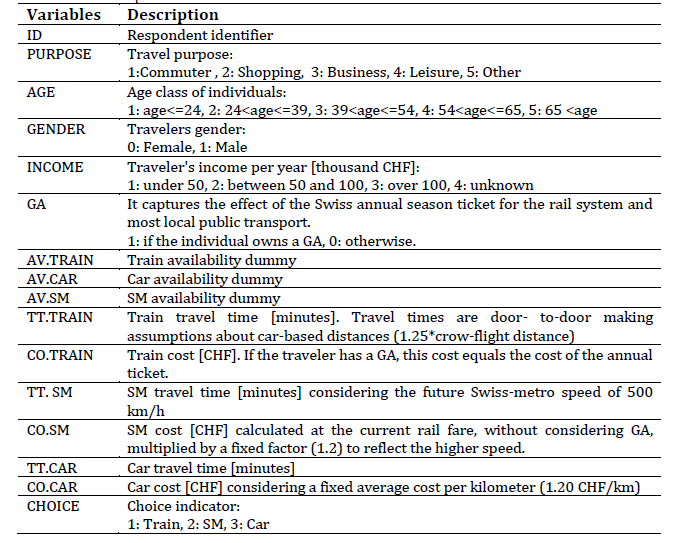 Variables Description
ID Respondent identifier
PURPOSE Travel purpose:
1:Commuter , 2: Shopping, 3: Business, 4: Leisure, 5: Other
AGE Age class of individuals:
1: age<=24, 2: 24<age<=39, 3: 39<age<=54, 4: 54<age<=65, 5: 65 <age
GENDER Travelers gender:
0: Female, 1: Male
INCOME Traveler's income per year [thousand CHF]:
1: under 50, 2: between 50 and 100, 3: over 100, 4: unknown
GA It captures the effect of the Swiss annual season ticket for the rail system and
most local public transport.
1: if the individual owns a GA, 0: otherwise.
AV.TRAIN Train availability dummy
AV.CAR Car availability dummy
AV.SM SM availability dummy
TT.TRAIN Train travel time [minutes]. Travel times are door- to-door making
assumptions about car-based distances (1.25*crow-flight distance)
CO.TRAIN Train cost [CHF]. If the traveler has a GA, this cost equals the cost of the annual
ticket.
TT. SM SM travel time [minutes] considering the future Swiss-metro speed of 500
km/h
CO.SM SM cost [CHF] calculated at the current rail fare, without considering GA,
multiplied by a fixed factor (1.2) to reflect the higher speed.
TT.CAR Car travel time [minutes]
CO.CAR Car cost [CHF] considering a fixed average cost per kilometer (1.20 CHF/km)
CHOICE Choice indicator:
1: Train, 2: SM, 3: Car